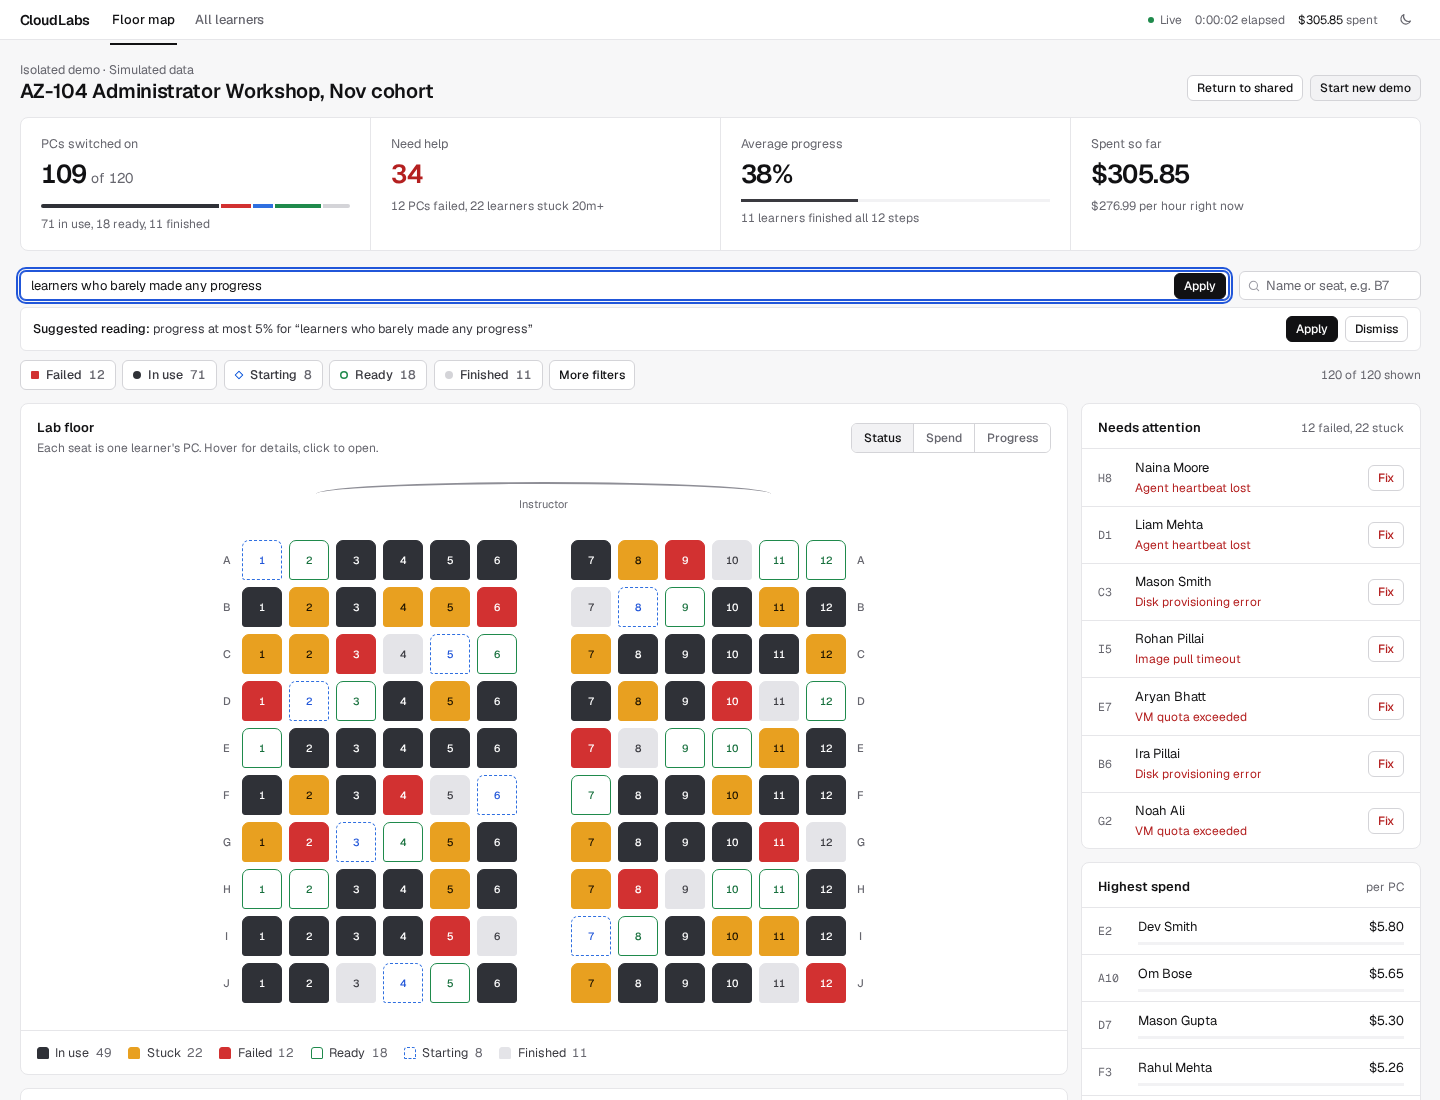 CloudLabs Floor map All learners Live 0:00:02 elapsed $305.85 spent
Isolated demo · Simulated data
AZ-104 Administrator Workshop, Nov cohort
Return to shared Start new demo
PCs switched on
109 of 120
71 in use, 18 ready, 11 finished
Need help
34
12 PCs failed, 22 learners stuck 20m+
Average progress
38%
11 learners finished all 12 steps
Spent so far
$305.85
$276.99 per hour right now
learners who barely made any progress Apply Name or seat, e.g. B7
Suggested reading: progress at most 5% for “learners who barely made any progress” Apply Dismiss
Failed 12 In use 71 Starting 8 Ready 18 Finished 11 More filters 120 of 120 shown
Lab floor
Each seat is one learner's PC. Hover for details, click to open.
Status Spend Progress
Instructor
A 1 2 3 4 5 6 7 8 9 10 11 12 A
B 1 2 3 4 5 6 7 8 9 10 11 12 B
C 1 2 3 4 5 6 7 8 9 10 11 12 C
D 1 2 3 4 5 6 7 8 9 10 11 12 D
E 1 2 3 4 5 6 7 8 9 10 11 12 E
F 1 2 3 4 5 6 7 8 9 10 11 12 F
G 1 2 3 4 5 6 7 8 9 10 11 12 G
H 1 2 3 4 5 6 7 8 9 10 11 12 H
I 1 2 3 4 5 6 7 8 9 10 11 12 I
J 1 2 3 4 5 6 7 8 9 10 11 12 J
In use 49 Stuck 22 Failed 12 Ready 18 Starting 8 Finished 11
Needs attention 12 failed, 22 stuck
H8 Naina Moore Fix
Agent heartbeat lost
D1 Liam Mehta Fix
Agent heartbeat lost
C3 Mason Smith Fix
Disk provisioning error
I5 Rohan Pillai Fix
Image pull timeout
E7 Aryan Bhatt Fix
VM quota exceeded
B6 Ira Pillai Fix
Disk provisioning error
G2 Noah Ali Fix
VM quota exceeded
Highest spend per PC
E2 Dev Smith $5.80
A10 Om Bose $5.65
D7 Mason Gupta $5.30
F3 Rahul Mehta $5.26